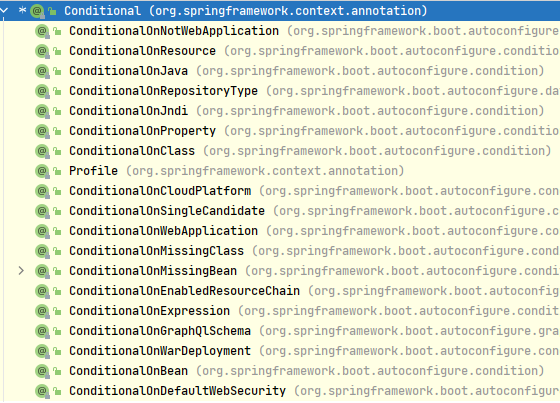 * @ Conditional (org.springframework.context.annotation)
@ ConditionalOnNotWebApplication (org.springframework.boot.autoconfigure
@ ConditionalOnResource (org.springframework.boot.autoconfigure.conditio
@ ConditionalOnJava (org.springframework.boot.autoconfigure.condition)
@ ConditionalOnRepositoryType (org.springframework.boot.autoconfigure.da
@ ConditionalOnJndi (org.springframework.boot.autoconfigure.condition)
@ ConditionalOnProperty (org.springframework.boot.autoconfigure.conditio
@ ConditionalOnClass (org.springframework.boot.autoconfigure.condition)
@ Profile (org.springframework.context.annotation)
@ ConditionalOnCloudPlatform (org.springframework.boot.autoconfigure.con
@ ConditionalOnSingleCandidate (org.springframework.boot.autoconfigure.c
@ ConditionalOnWebApplication (org.springframework.boot.autoconfigure.co
@ ConditionalOnMissingClass (org.springframework.boot.autoconfigure.cond
@ ConditionalOnMissingBean (org.springframework.boot.autoconfigure.condi
@ ConditionalOnEnabledResourceChain (org.springframework.boot.autoconfig
@ ConditionalOnExpression (org.springframework.boot.autoconfigure.condit
@ ConditionalOnGraphQlSchema (org.springframework.boot.autoconfigure.gra
@ ConditionalOnWarDeployment (org.springframework.boot.autoconfigure.con
@ ConditionalOnBean (org.springframework.boot.autoconfigure.condition)
@ ConditionalOnDefaultWebSecurity (org.springframework.boot.autoconfigur